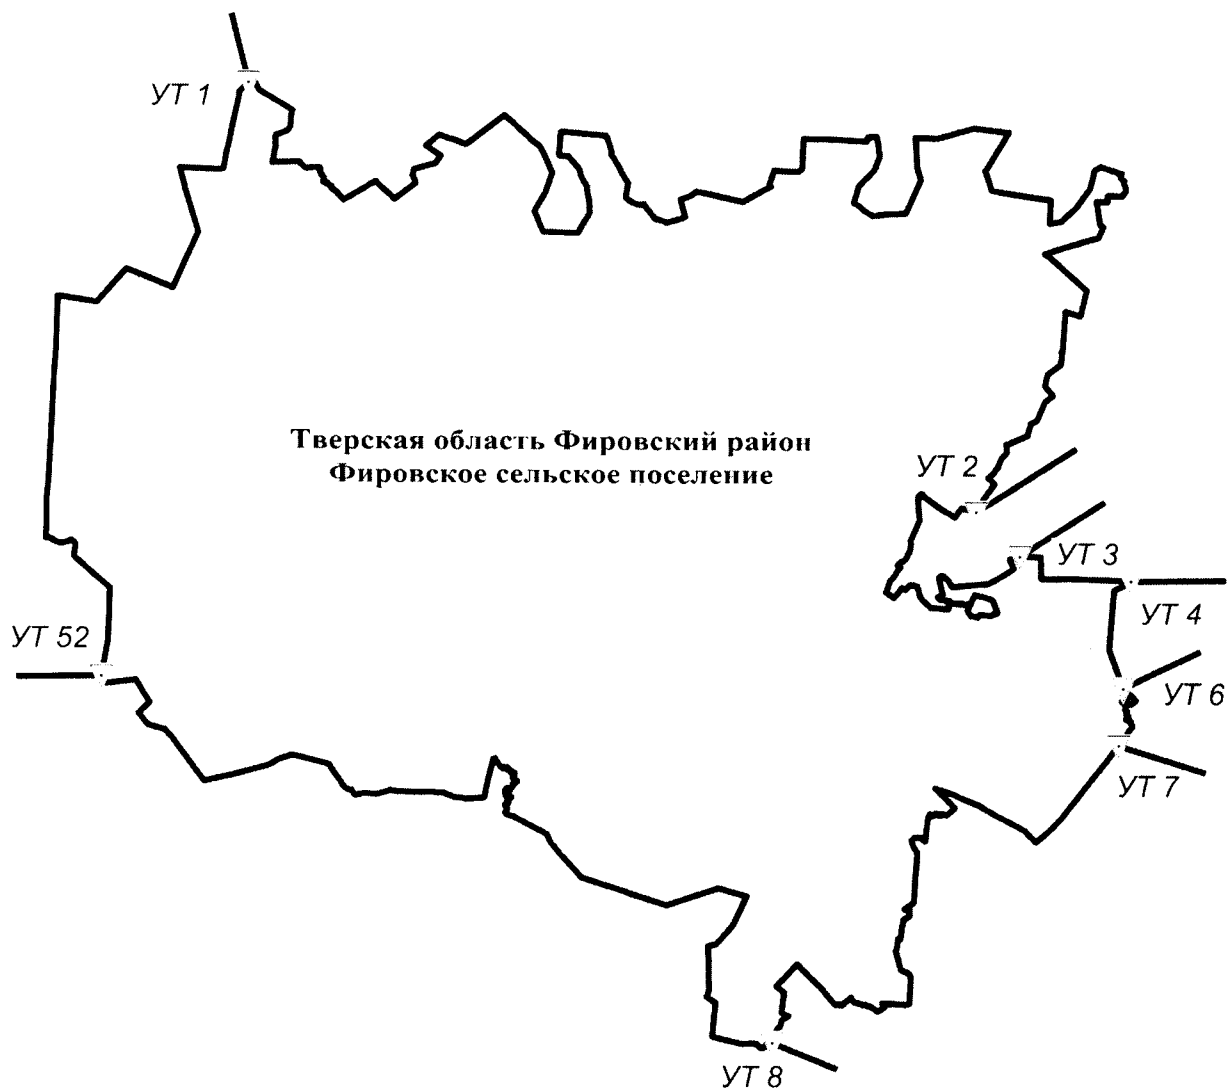 УТ 1
Тверская область Фировский район
Фировское сельское поселение
УТ 2
УТ 3
УТ 4
УТ 52
УТ 6
УТ 7
УТ 8